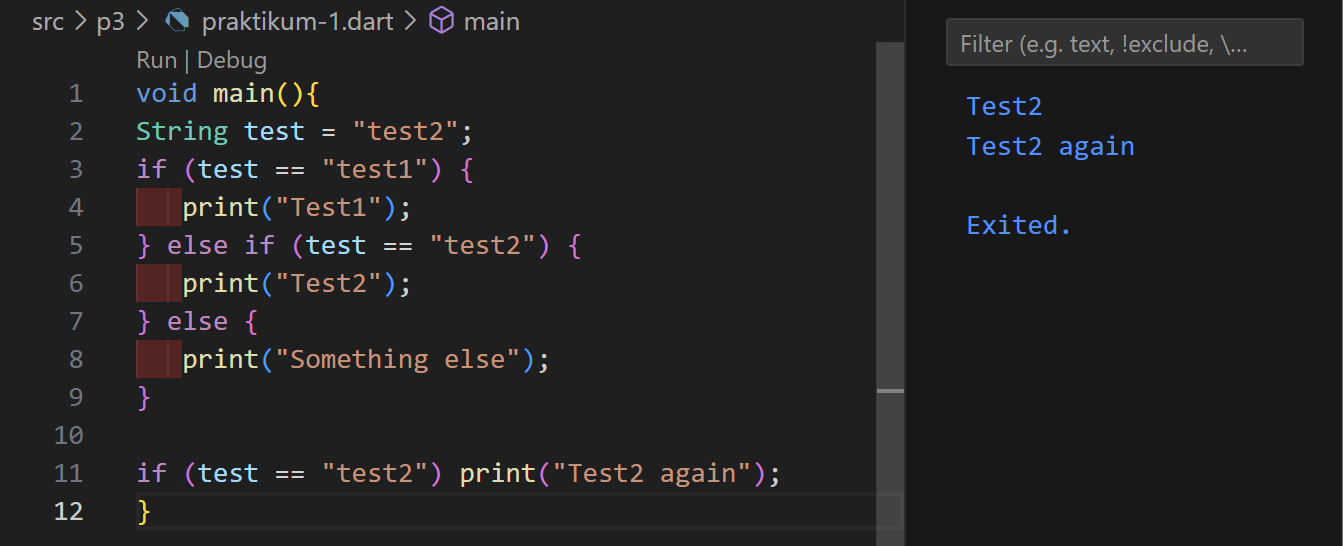 src > p3 > praktikum-1.dart > main
Run | Debug
1 void main(){
2 String test = "test2";
3 if (test == "test1") {
4    print("Test1");
5 } else if (test == "test2") {
6    print("Test2");
7 } else {
8    print("Something else");
9 }
10
11 if (test == "test2") print("Test2 again");
12 }
Filter (e.g. text, !exclude, \...
Test2
Test2 again
Exited.